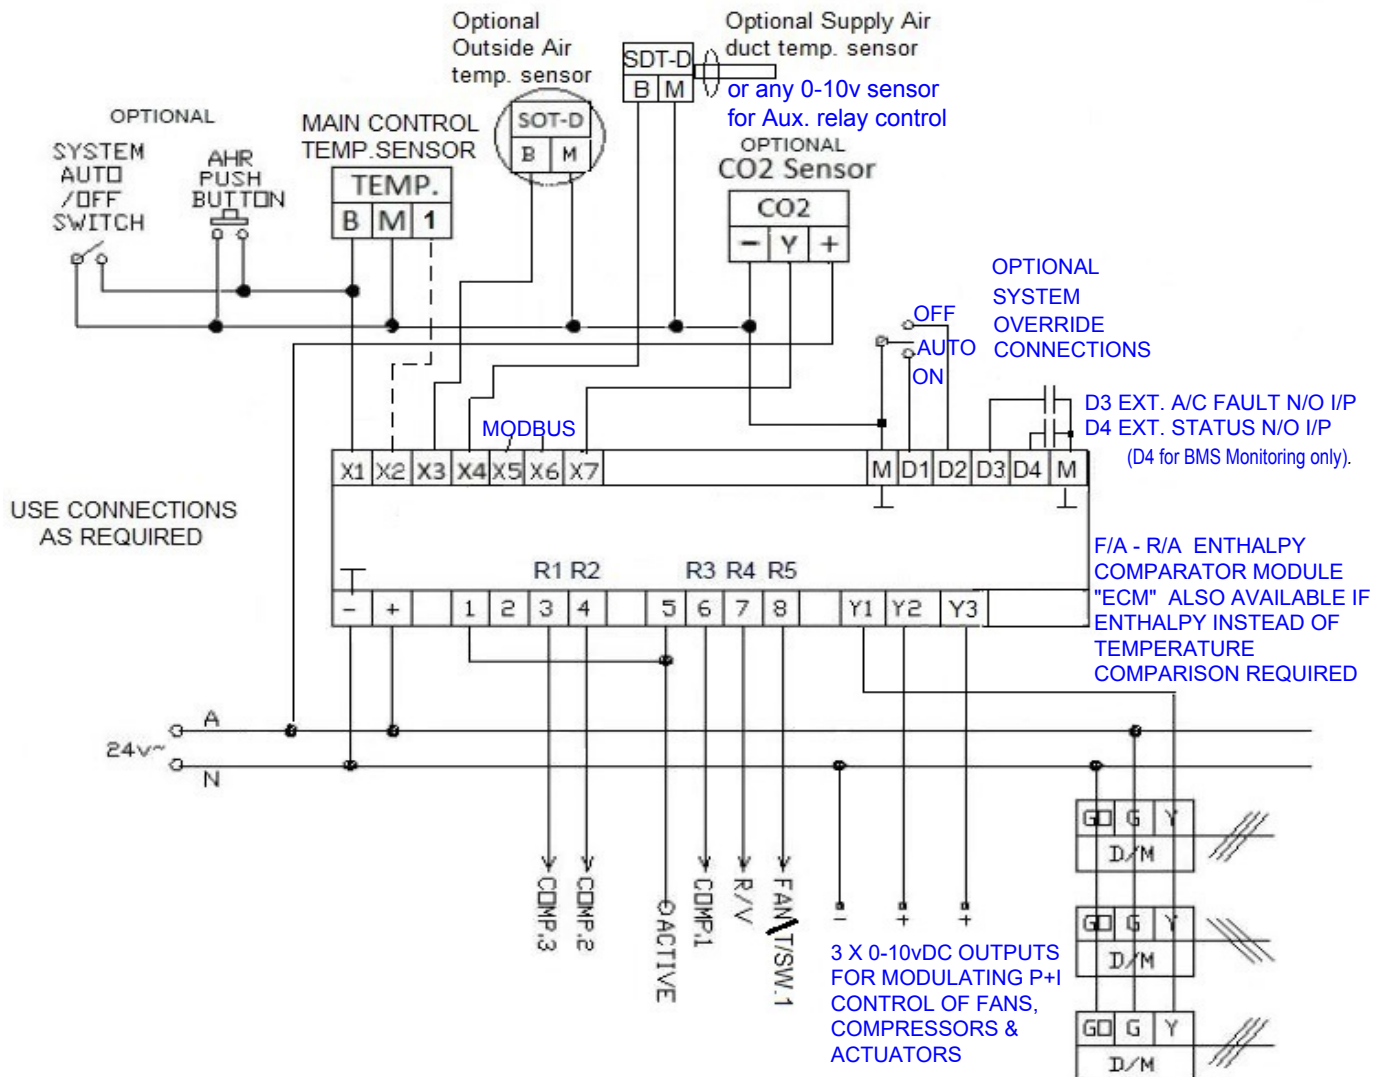 Optional
Outside Air
temp. sensor
Optional Supply Air
duct temp. sensor
SDT-D
B M
or any 0-10v sensor
for Aux. relay control
OPTIONAL
SYSTEM
AUTO
/OFF
SWITCH
AHR
PUSH
BUTTON
MAIN CONTROL
TEMP.SENSOR
TEMP.
B M 1
SOT-D
B M
OPTIONAL
CO2 Sensor
CO2
- Y +
OPTIONAL
SYSTEM
OVERRIDE
CONNECTIONS
OFF
AUTO
ON
D3 EXT. A/C FAULT N/O I/P
D4 EXT. STATUS N/O I/P
(D4 for BMS Monitoring only).
MODBUS
X1 X2 X3 X4 X5 X6 X7
M D1 D2 D3 D4 M
USE CONNECTIONS
AS REQUIRED
F/A - R/A ENTHALPY
COMPARATOR MODULE
"ECM" ALSO AVAILABLE IF
ENTHALPY INSTEAD OF
TEMPERATURE
COMPARISON REQUIRED
R1 R2 R3 R4 R5
- + 1 2 3 4 5 6 7 8 Y1 Y2 Y3
A
24v~
N
COMP.3
COMP.2
ACTIVE
COMP.1
R/V
FAN\T/SW.1
- + +
3 X 0-10vDC OUTPUTS
FOR MODULATING P+I
CONTROL OF FANS,
COMPRESSORS &
ACTUATORS
GO G Y
D/M
GO G Y
D/M
GO G Y
D/M